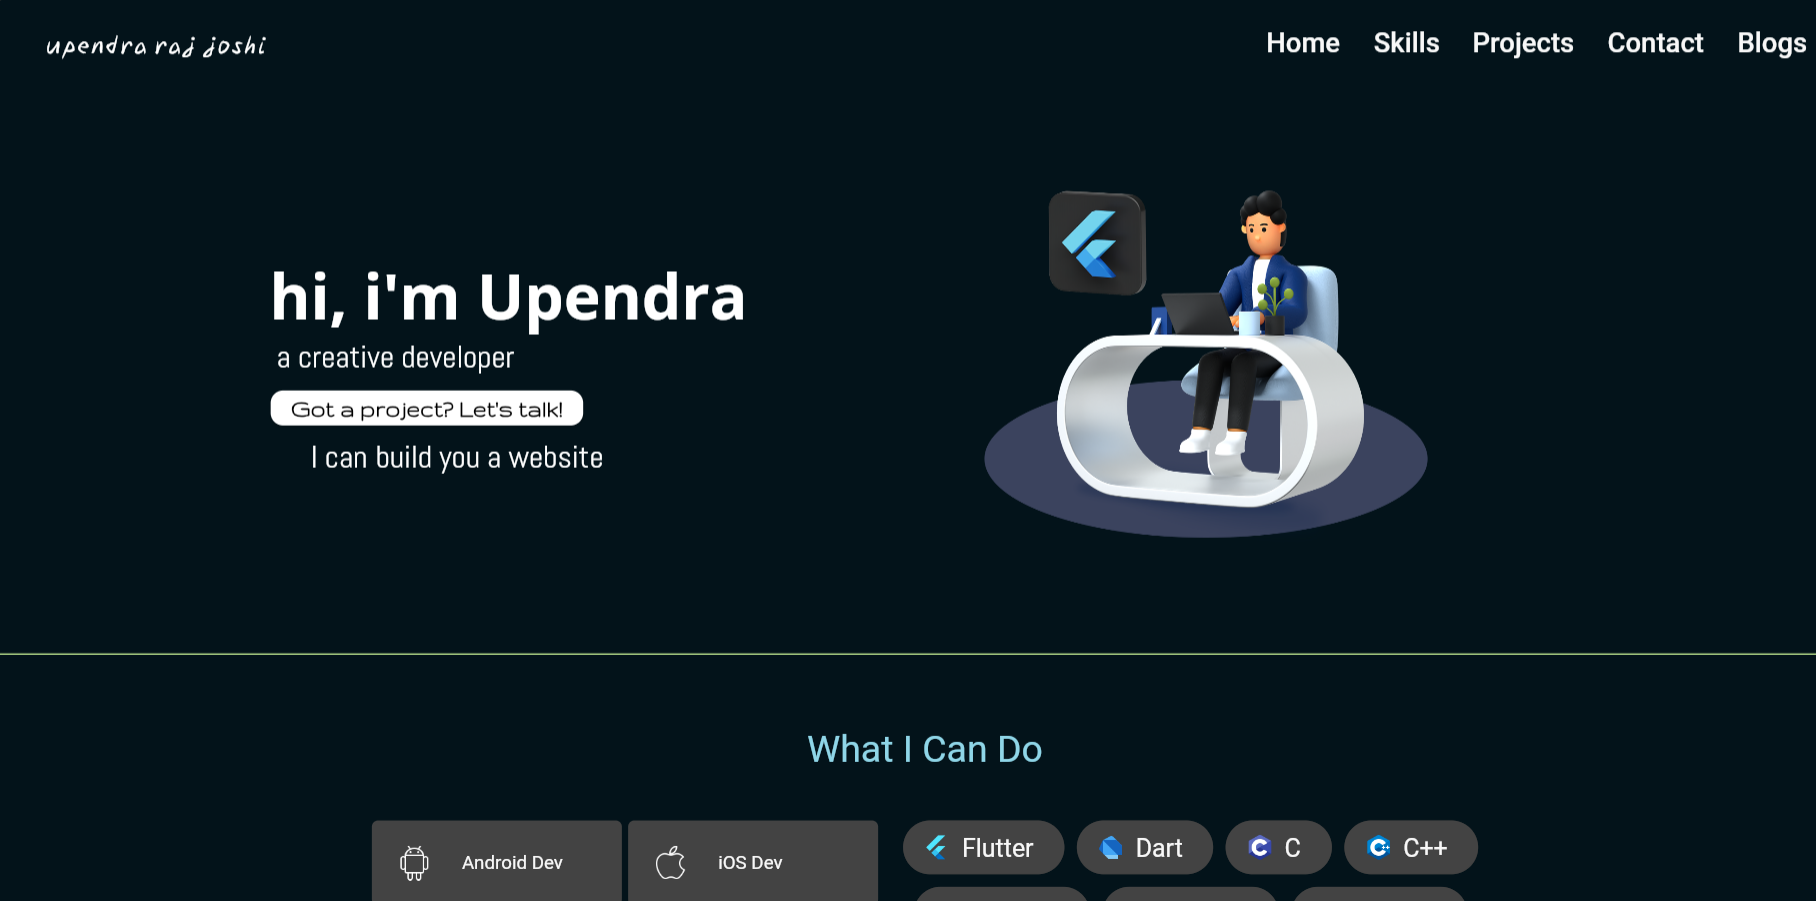 upendra raj joshi
Home Skills Projects Contact Blogs
hi, i'm Upendra
a creative developer
Got a project? Let's talk!
I can build you a website
What I Can Do
Android Dev iOS Dev Flutter Dart C C++